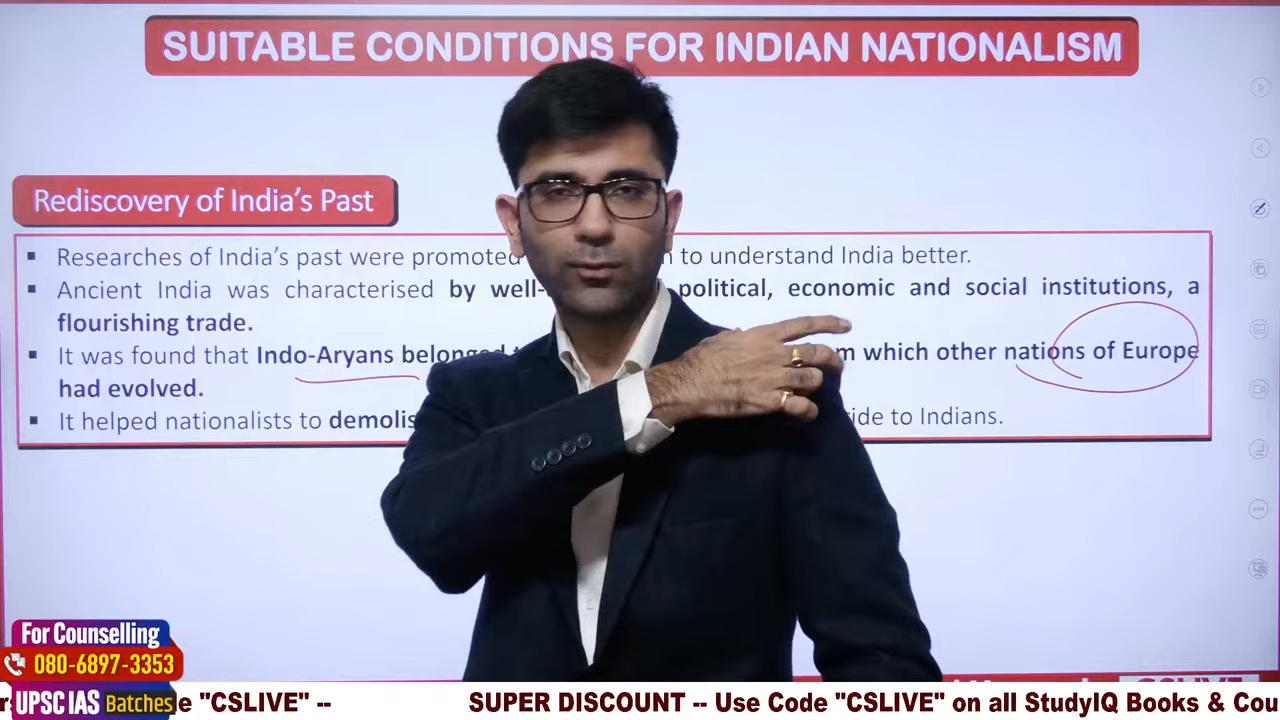 SUITABLE CONDITIONS FOR INDIAN NATIONALISM
Rediscovery of India's Past
Researches of India's past were promoted to understand India better.
Ancient India was characterised by well- political, economic and social institutions, a
flourishing trade.
It was found that Indo-Aryans belonged which other nations of Europe
had evolved.
It helped nationalists to to Indians.
For Counselling
080-6897-3353
UPSC IAS Batches
"CSLIVE" -- SUPER DISCOUNT -- Use Code "CSLIVE" on all StudyIQ Books &